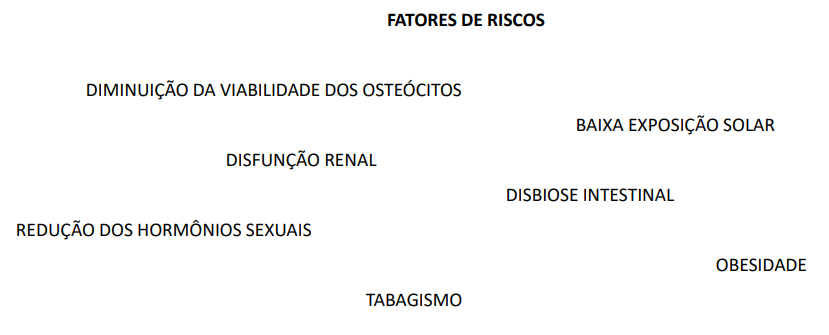 FATORES DE RISCOS
DIMINUIÇÃO DA VIABILIDADE DOS OSTEÓCITOS
BAIXA EXPOSIÇÃO SOLAR
DISFUNÇÃO RENAL
DISBIOSE INTESTINAL
REDUÇÃO DOS HORMÔNIOS SEXUAIS
OBESIDADE
TABAGISMO